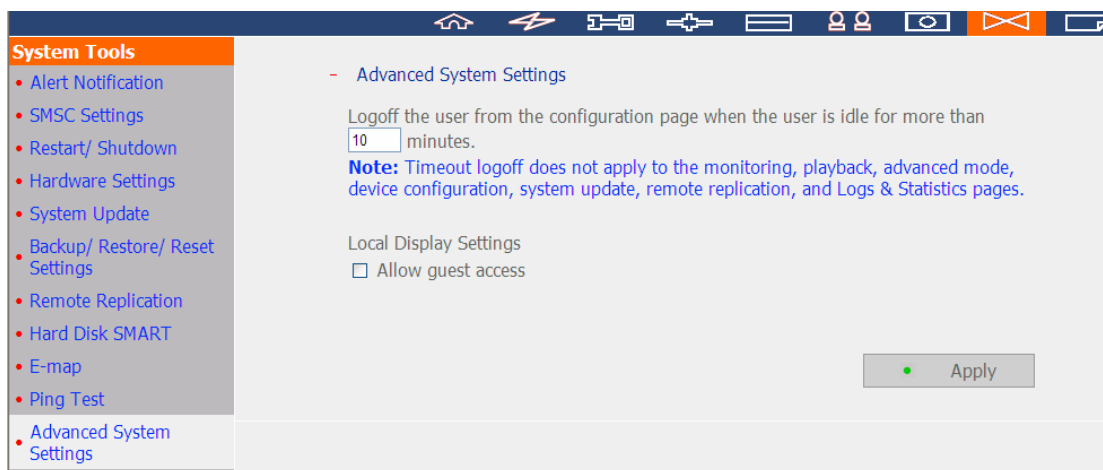 System Tools
Alert Notification
SMSC Settings
Restart/ Shutdown
Hardware Settings
System Update
Backup/ Restore/ Reset
Settings
Remote Replication
Hard Disk SMART
E-map
Ping Test
Advanced System
Settings
- Advanced System Settings
Logoff the user from the configuration page when the user is idle for more than
10 minutes.
Note: Timeout logoff does not apply to the monitoring, playback, advanced mode,
device configuration, system update, remote replication, and Logs & Statistics pages.
Local Display Settings
Allow guest access
Apply